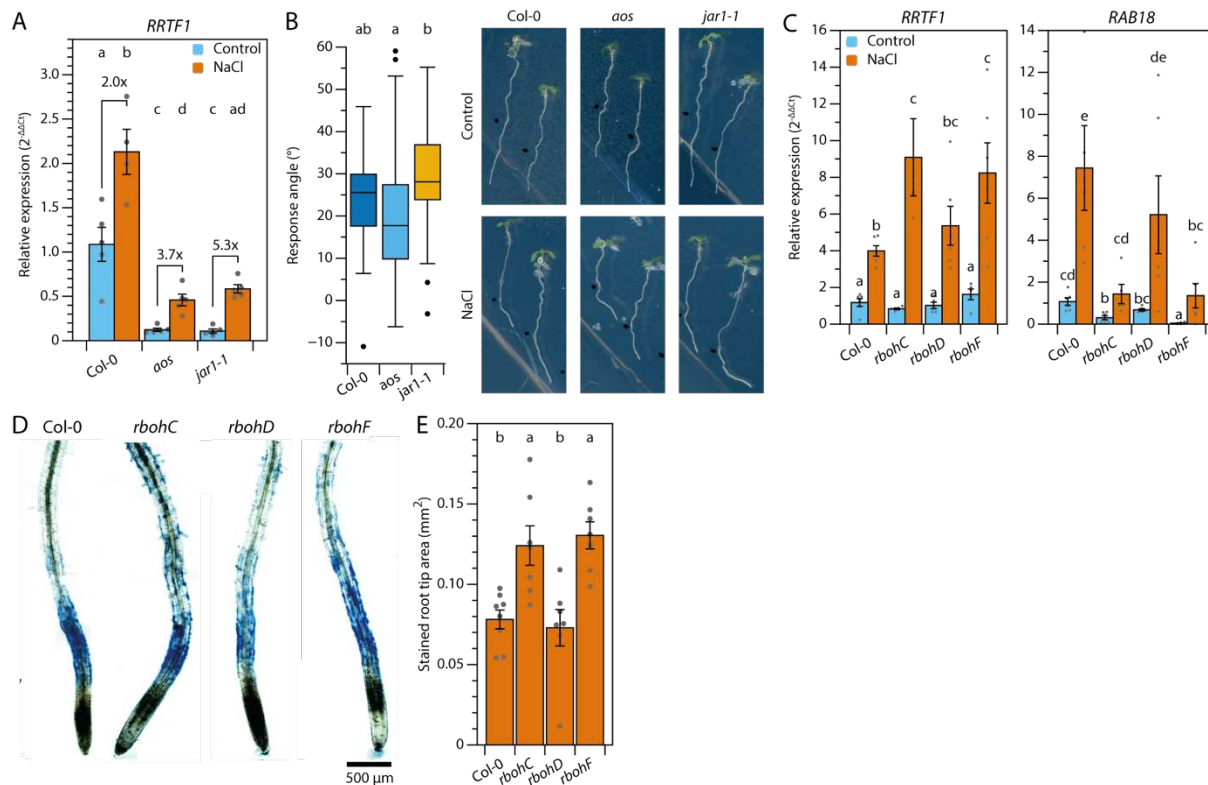 A
RRTF1
Control
NaCl
a b
2.0x
c d c ad
3.7x
5.3x
Relative expression (2^-ΔΔCt)
3.0
2.5
2.0
1.5
1.0
0.5
0
Col-0 aos jar1-1
B
ab a b
Response angle (°)
60
50
40
30
20
10
0
−10
Col-0 aos jar1-1
Col-0 aos jar1-1
Control
NaCl
C
RRTF1 RAB18
Control
NaCl
Relative expression (2^-ΔΔCt)
16
14
12
10
8
6
4
2
0
a b a c a bc a c
Col-0 rbohC rbohD rbohF
18
16
14
12
10
8
6
4
2
0
cd e b cd bc de a bc
Col-0 rbohC rbohD rbohF
D
Col-0 rbohC rbohD rbohF
500 µm
E
b a b a
Stained root tip area (mm²)
0.20
0.15
0.10
0.05
0
Col-0 rbohC rbohD rbohF